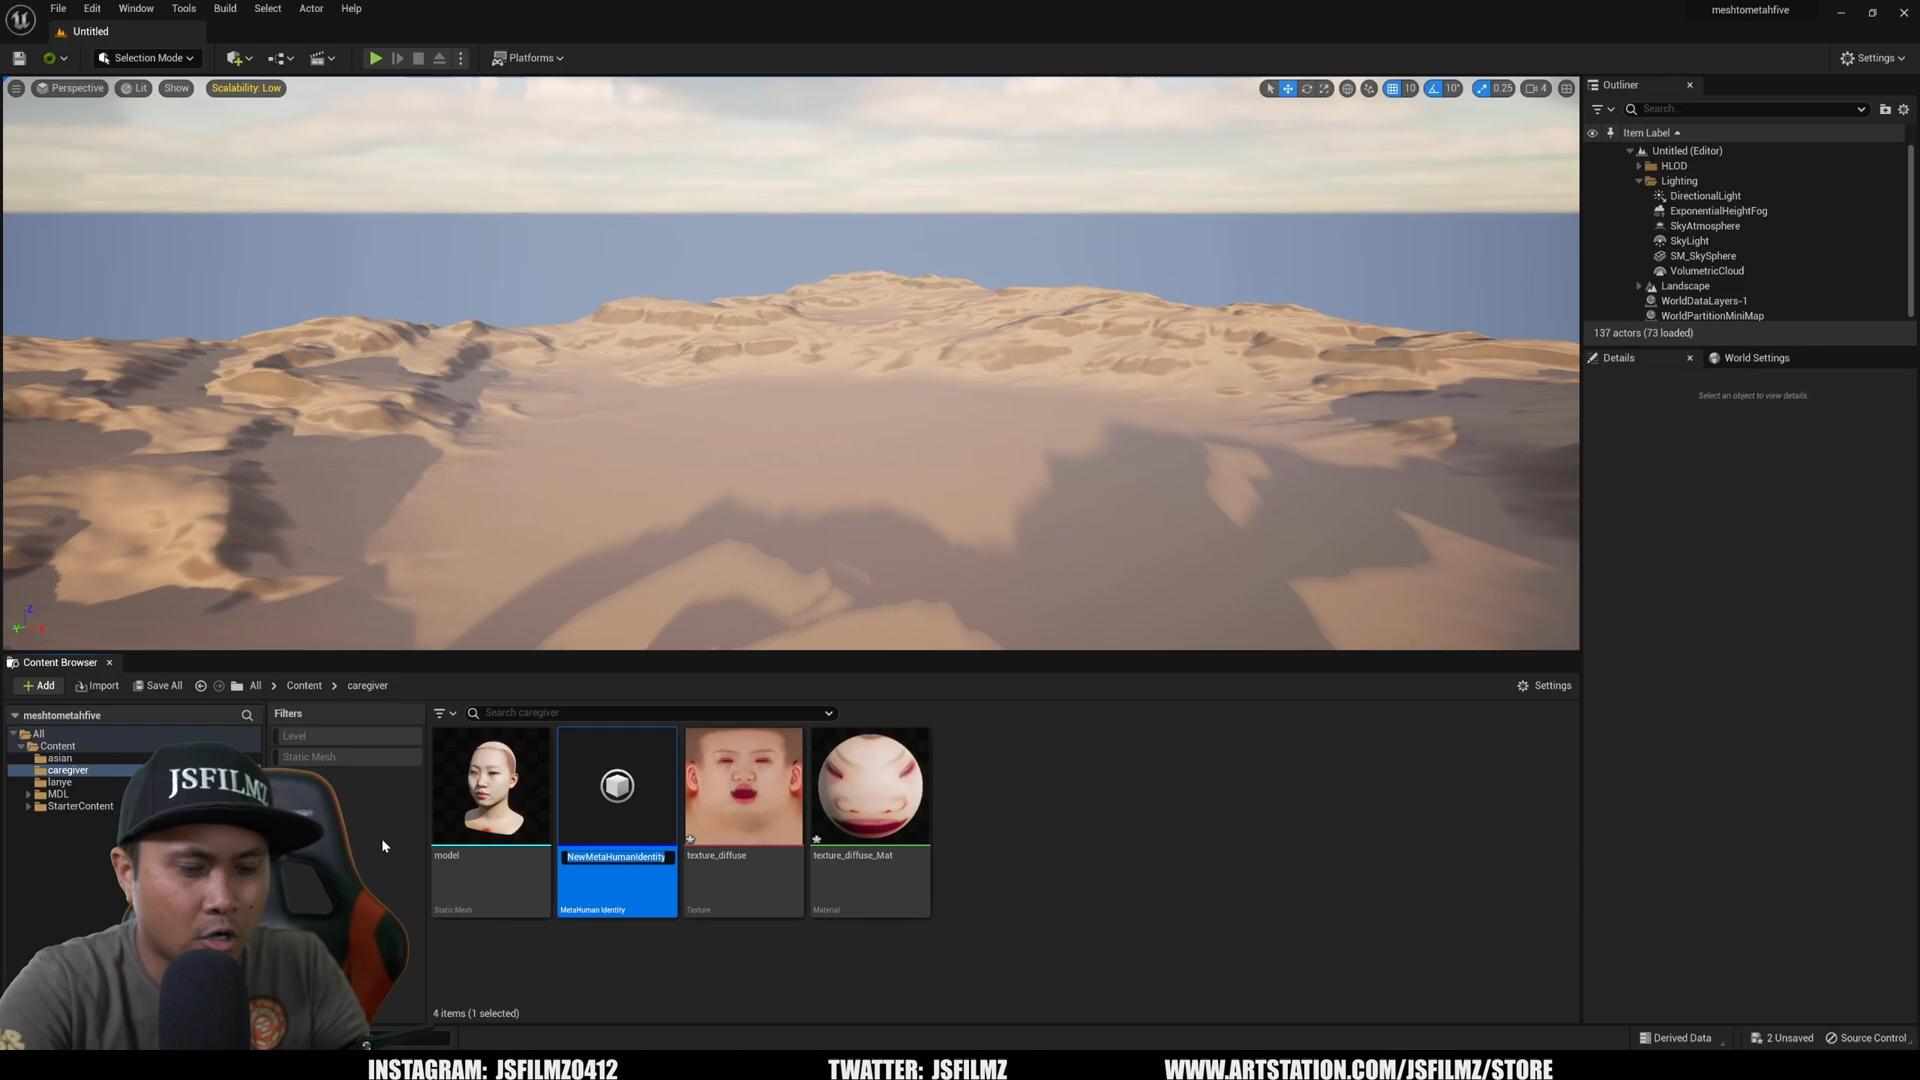 File Edit Window Tools Build Select Actor Help
meshtometahfive
Untitled
Selection Mode
Platforms
Settings
Perspective Lit Show Scalability: Low
10 10° 0.25 4
Outliner
Search...
Item Label
Untitled (Editor)
HLOD
Lighting
DirectionalLight
ExponentialHeightFog
SkyAtmosphere
SkyLight
SM_SkySphere
VolumetricCloud
Landscape
WorldDataLayers-1
WorldPartitionMiniMap
137 actors (73 loaded)
Details World Settings
Select an object to view details.
Z
Y X
Content Browser
Add Import Save All All Content caregiver
Settings
meshtometahfive
All
Content
asian
caregiver
lanye
MDL
StarterContent
Filters
Level
Static Mesh
Search caregiver
model
Static Mesh
NewMetaHumanIdentity
MetaHuman Identity
texture_diffuse
Texture
texture_diffuse_Mat
Material
4 items (1 selected)
JSFILMZ
Derived Data 2 Unsaved Source Control
INSTAGRAM: JSFILMZ0412 TWATTER: JSFILMZ WWW.ARTSTATION.COM/JSFILMZ/STORE